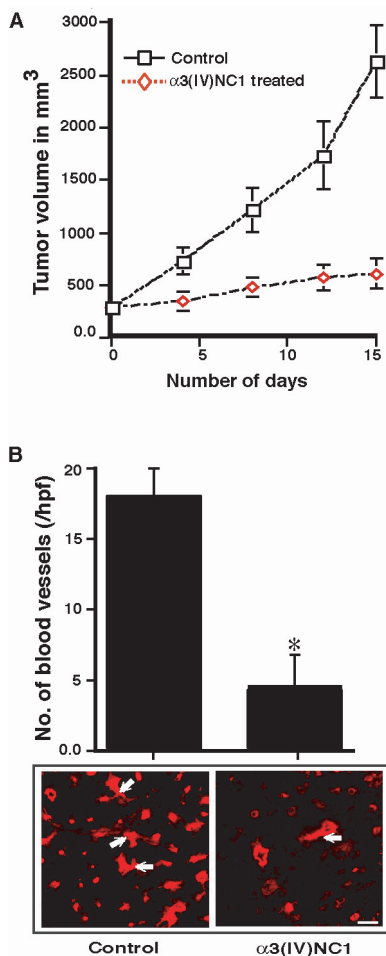 A
3000
2500
2000
1500
1000
500
0.0
Tumor volume in mm³
Control
α3(IV)NC1 treated
0
5
10
15
Number of days
B
20
15
10
5
0.0
No. of blood vessels (/hpf)
*
Control
α3(IV)NC1